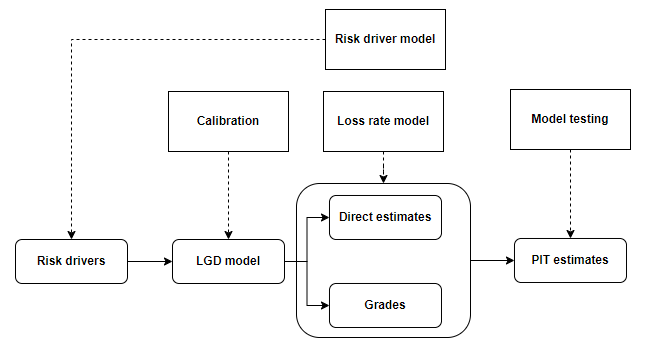 Risk driver model
Calibration
Loss rate model
Model testing
Direct estimates
Risk drivers
LGD model
PIT estimates
Grades